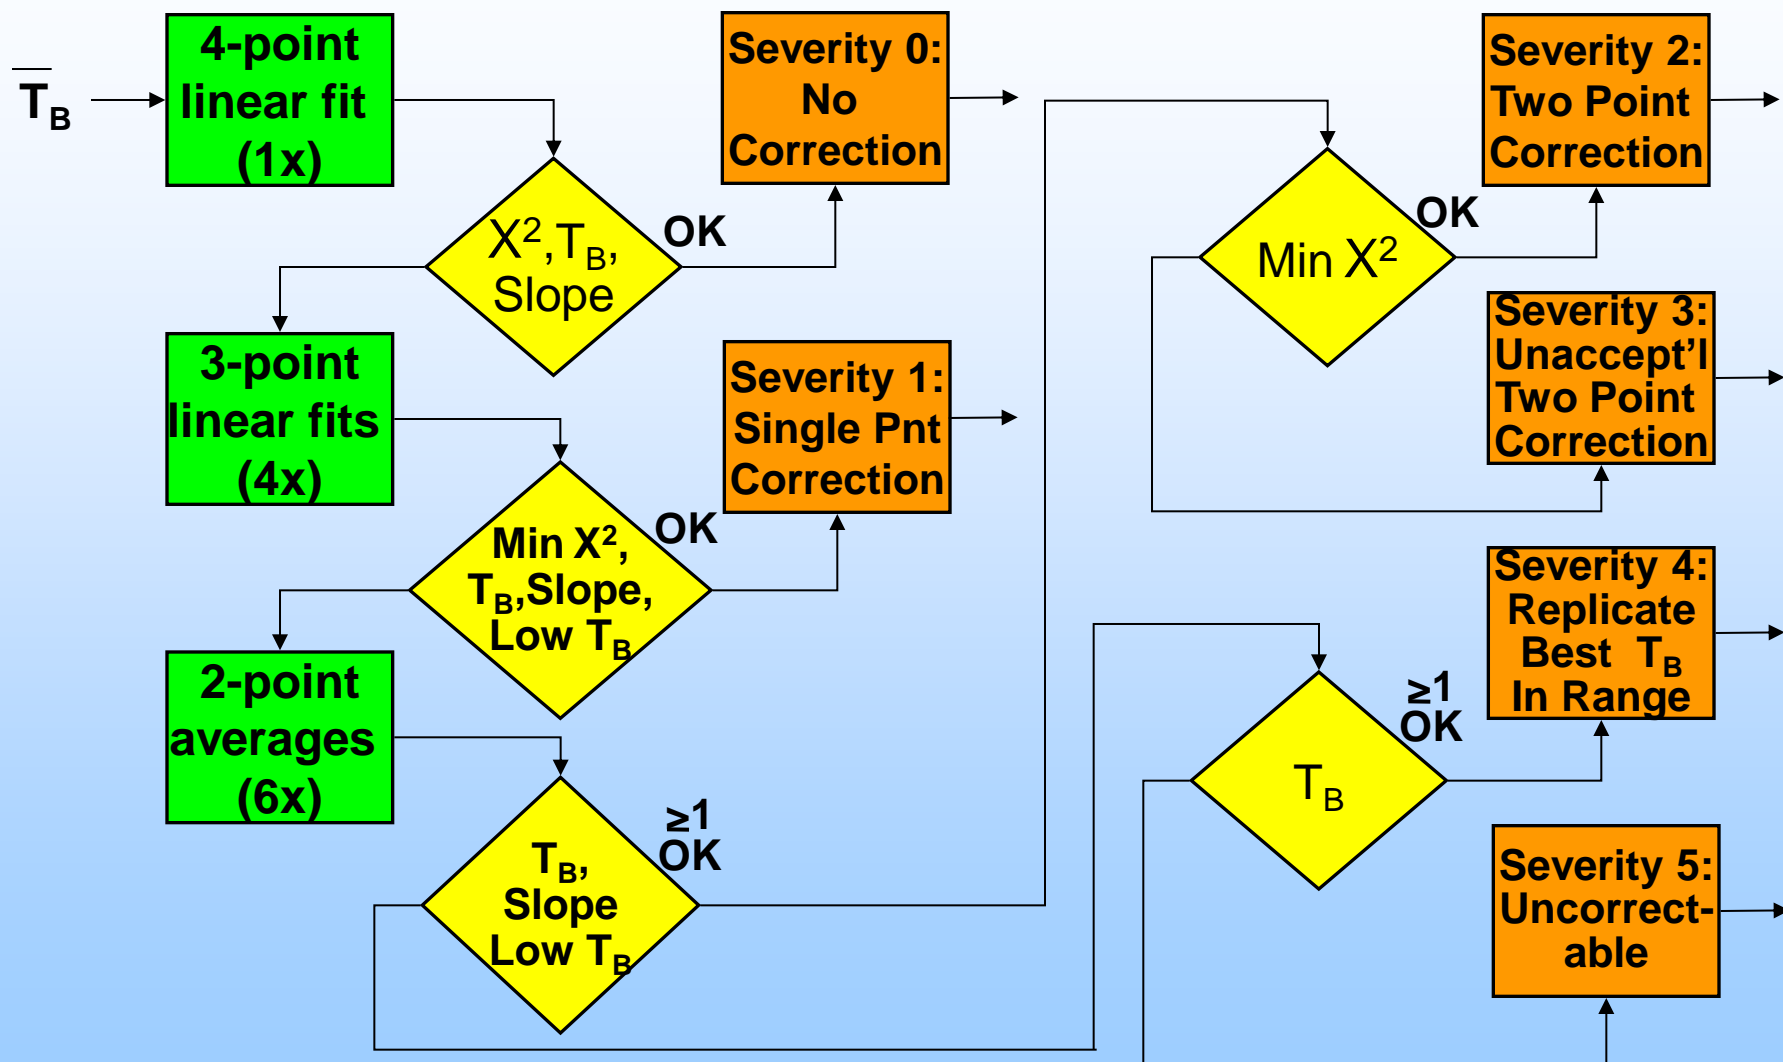 T̅B
4-point
linear fit
(1x)
X²,TB,
Slope
OK
Severity 0:
No
Correction
3-point
linear fits
(4x)
Min X²,
TB,Slope,
Low TB
OK
Severity 1:
Single Pnt
Correction
2-point
averages
(6x)
TB,
Slope
Low TB
≥1
OK
Min X²
OK
Severity 2:
Two Point
Correction
Severity 3:
Unaccept’l
Two Point
Correction
TB
≥1
OK
Severity 4:
Replicate
Best TB
In Range
Severity 5:
Uncorrect-
able